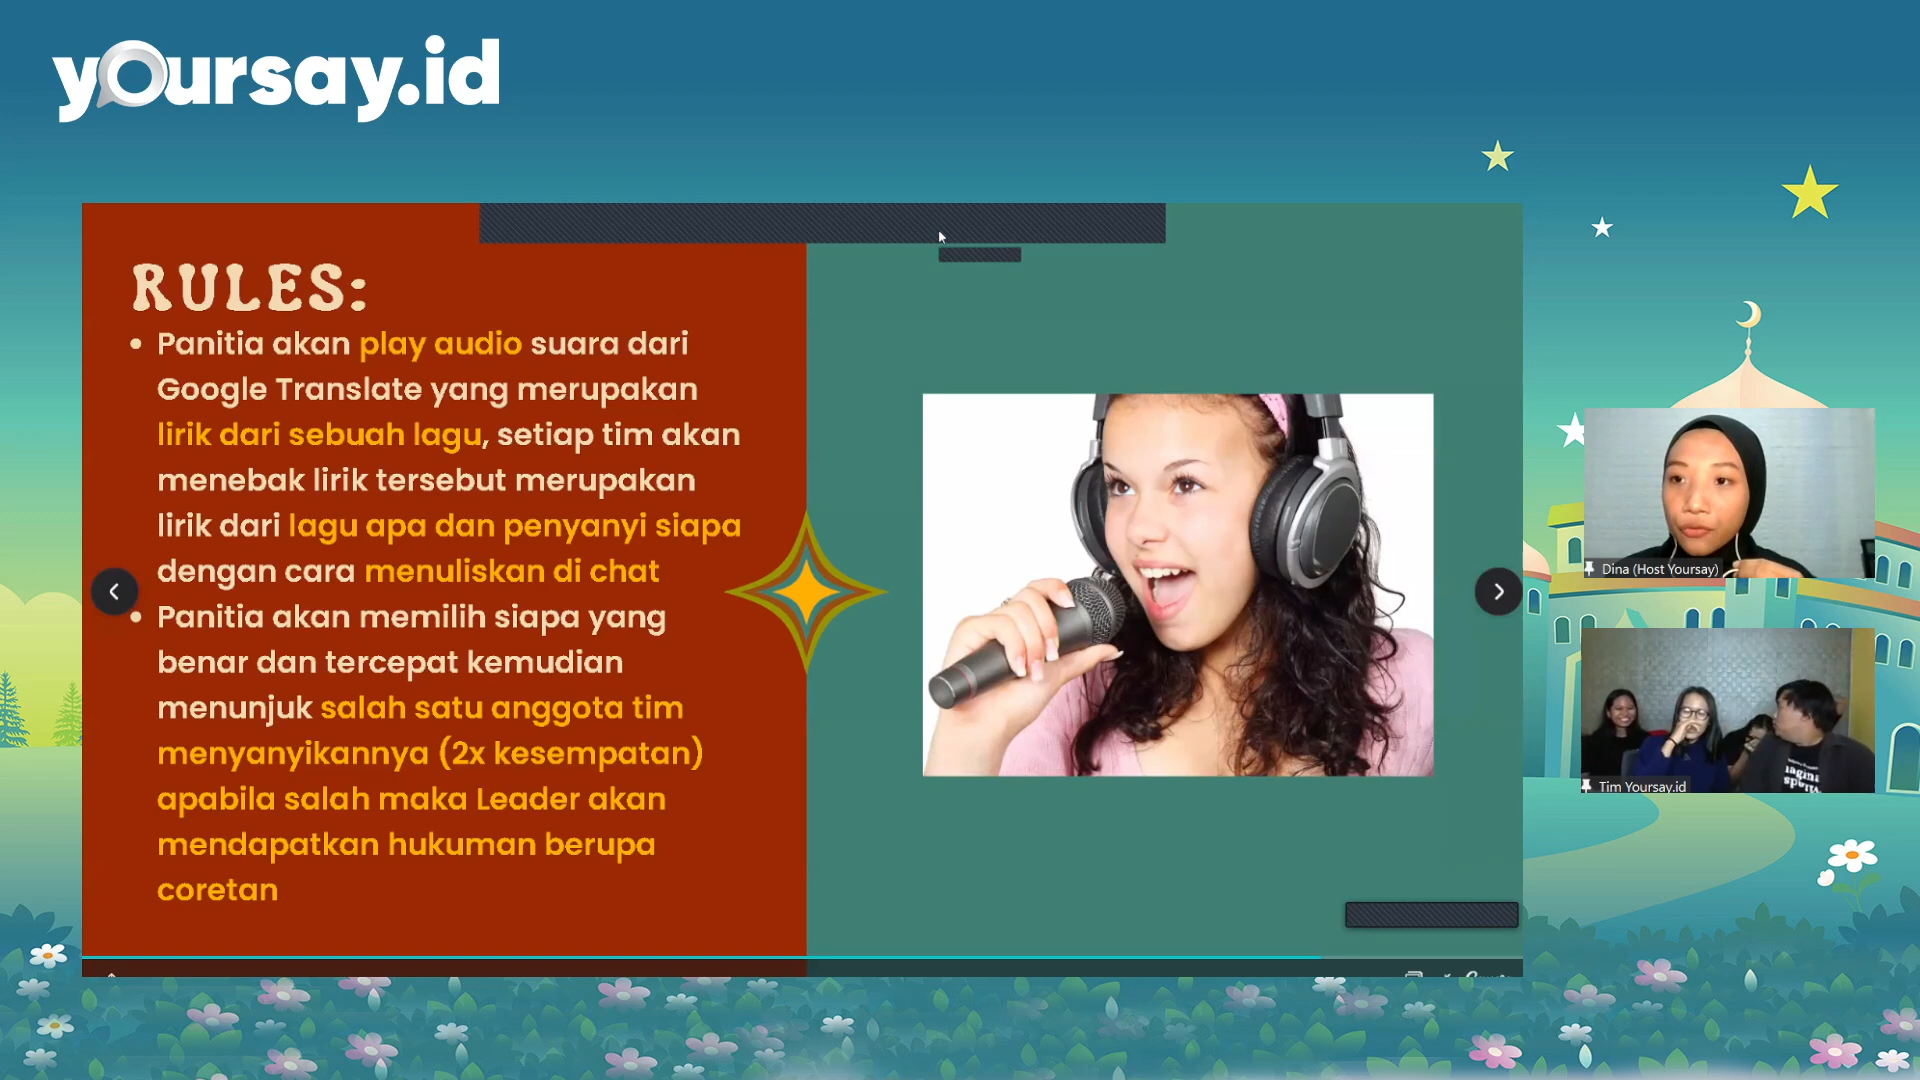 yoursay.id
RULES:
• Panitia akan play audio suara dari
Google Translate yang merupakan
lirik dari sebuah lagu, setiap tim akan
menebak lirik tersebut merupakan
lirik dari lagu apa dan penyanyi siapa
dengan cara menuliskan di chat
• Panitia akan memilih siapa yang
benar dan tercepat kemudian
menunjuk salah satu anggota tim
menyanyikannya (2x kesempatan)
apabila salah maka Leader akan
mendapatkan hukuman berupa
coretan
Dina (Host Yoursay)
Tim Yoursay.id